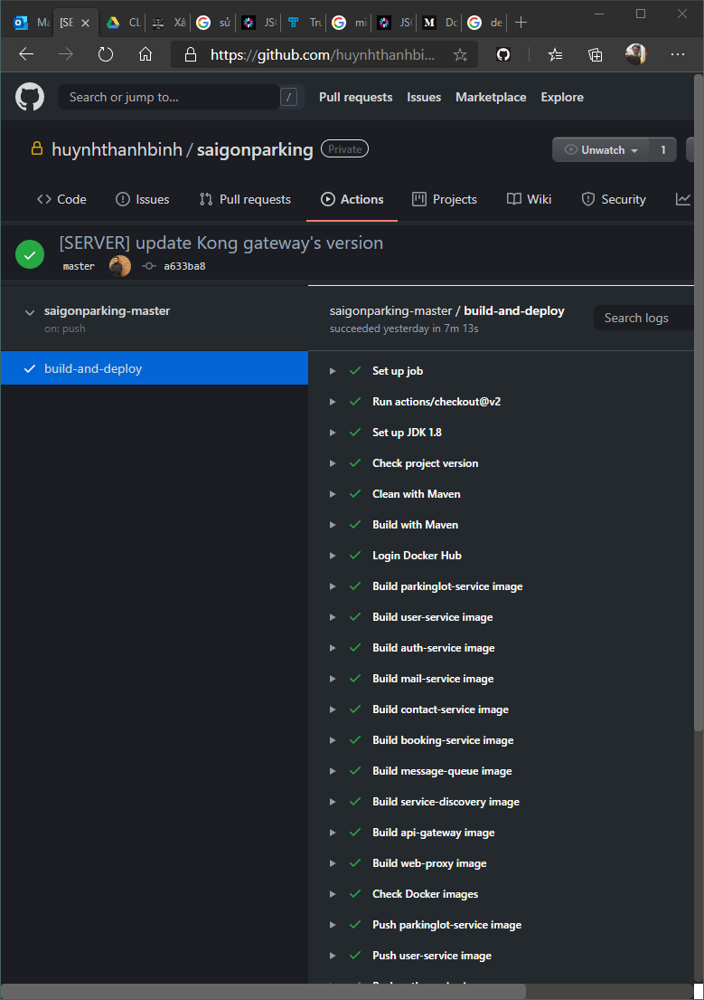 Ma
[SE
CL
Xâ
sử
JSC
Tru
mi
JSC
M
Do
de
https://github.com/huynhthanhbi...
Search or jump to...
/
Pull requests
Issues
Marketplace
Explore
huynhthanhbinh / saigonparking
Private
Unwatch
1
Code
Issues
Pull requests
Actions
Projects
Wiki
Security
[SERVER] update Kong gateway's version
master
a633ba8
saigonparking-master
on: push
build-and-deploy
saigonparking-master / build-and-deploy
succeeded yesterday in 7m 13s
Search logs
Set up job
Run actions/checkout@v2
Set up JDK 1.8
Check project version
Clean with Maven
Build with Maven
Login Docker Hub
Build parkinglot-service image
Build user-service image
Build auth-service image
Build mail-service image
Build contact-service image
Build booking-service image
Build message-queue image
Build service-discovery image
Build api-gateway image
Build web-proxy image
Check Docker images
Push parkinglot-service image
Push user-service image